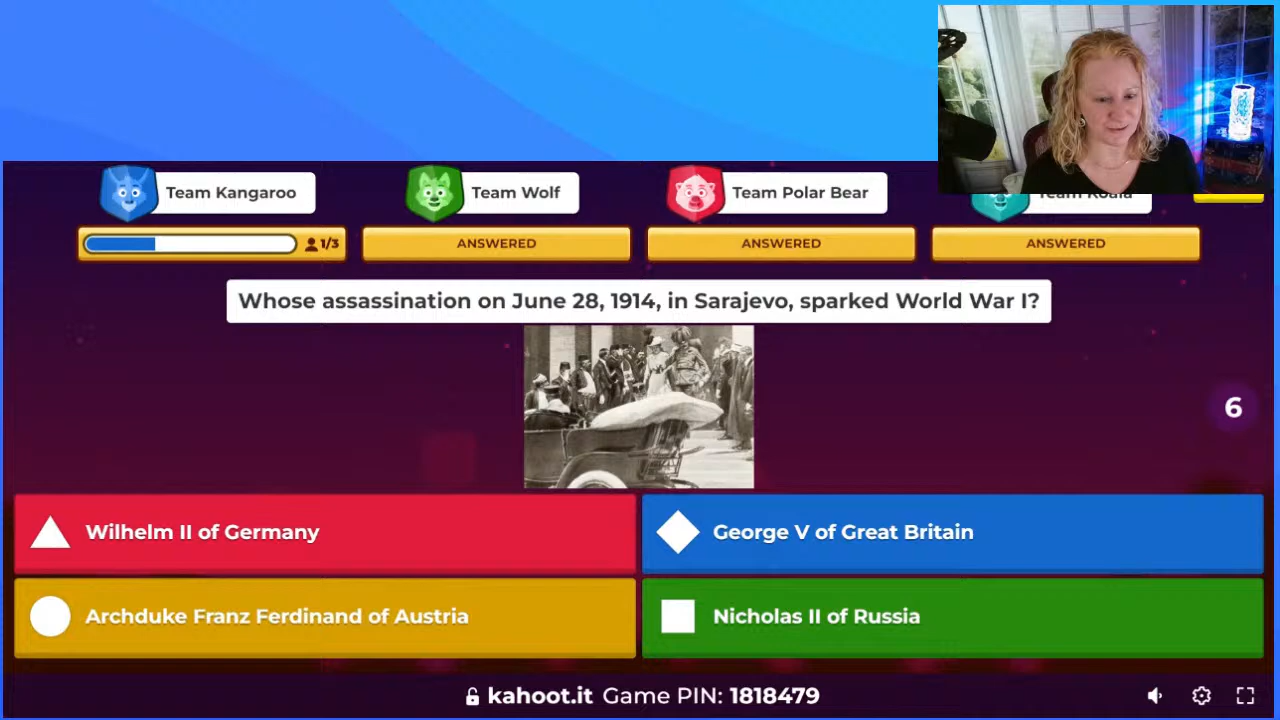 Team Kangaroo
Team Wolf
Team Polar Bear
Team Koala
1/3
ANSWERED
ANSWERED
ANSWERED
Whose assassination on June 28, 1914, in Sarajevo, sparked World War I?
6
Wilhelm II of Germany
George V of Great Britain
Archduke Franz Ferdinand of Austria
Nicholas II of Russia
kahoot.it Game PIN: 1818479